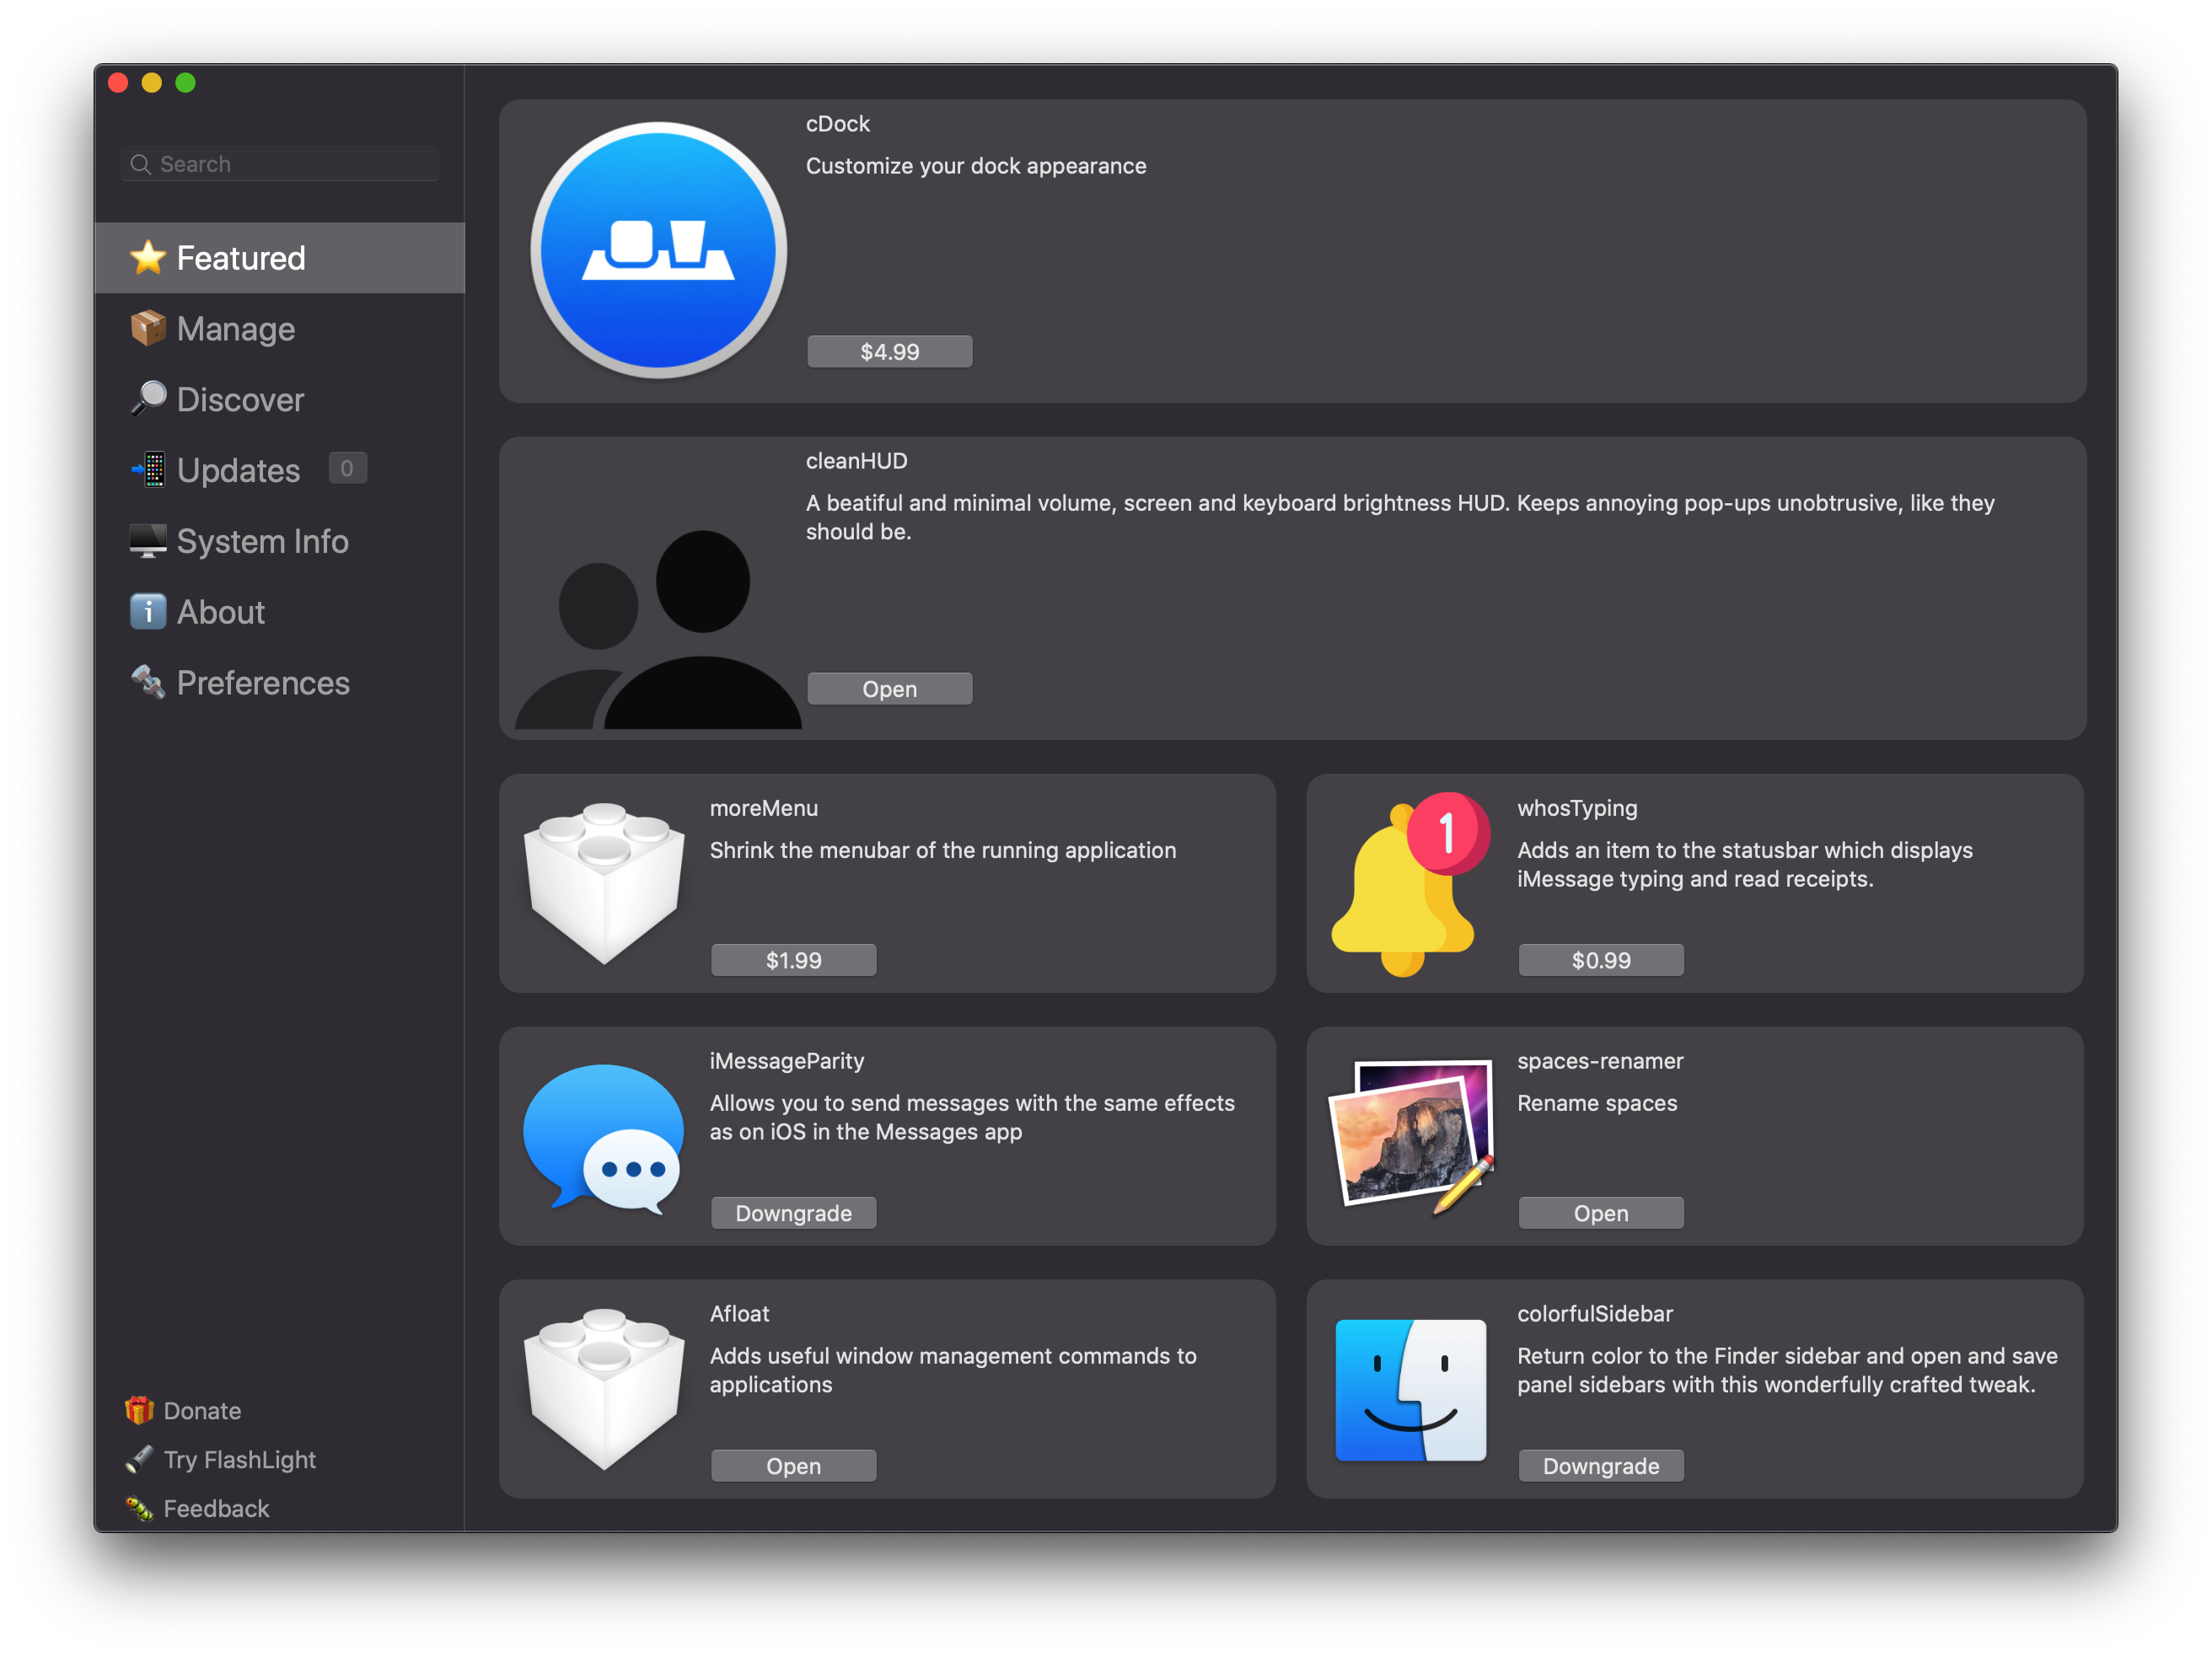 Search
Featured
Manage
Discover
Updates 0
System Info
About
Preferences
Donate
Try FlashLight
Feedback
cDock
Customize your dock appearance
$4.99
cleanHUD
A beatiful and minimal volume, screen and keyboard brightness HUD. Keeps annoying pop-ups unobtrusive, like they
should be.
Open
moreMenu
Shrink the menubar of the running application
$1.99
1
whosTyping
Adds an item to the statusbar which displays
iMessage typing and read receipts.
$0.99
iMessageParity
Allows you to send messages with the same effects
as on iOS in the Messages app
Downgrade
spaces-renamer
Rename spaces
Open
Afloat
Adds useful window management commands to
applications
Open
colorfulSidebar
Return color to the Finder sidebar and open and save
panel sidebars with this wonderfully crafted tweak.
Downgrade